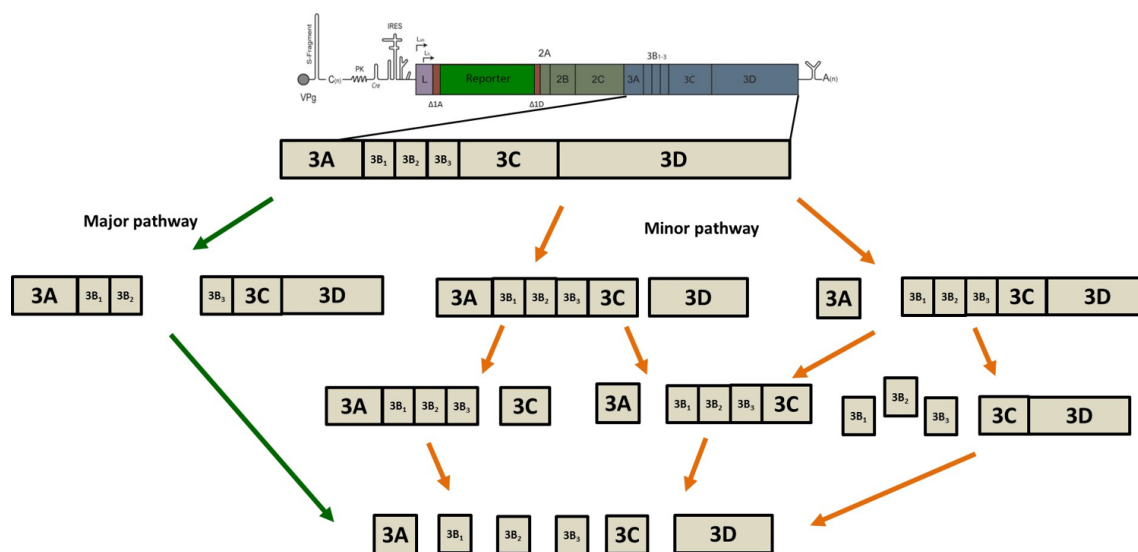 S-Fragment
VPg
C(n)
PK
Cre
IRES
Lab
Lb
L
Δ1A
Reporter
Δ1D
2A
2B
2C
3A
3B1-3
3C
3D
A(n)
3A 3B₁ 3B₂ 3B₃ 3C 3D
Major pathway
Minor pathway
3A 3B₁ 3B₂
3B₃ 3C 3D
3A 3B₁ 3B₂ 3B₃ 3C
3D
3A
3B₁ 3B₂ 3B₃ 3C 3D
3A 3B₁ 3B₂ 3B₃
3C
3A
3B₁ 3B₂ 3B₃ 3C
3B₁
3B₂
3B₃
3C 3D
3A 3B₁ 3B₂ 3B₃ 3C 3D